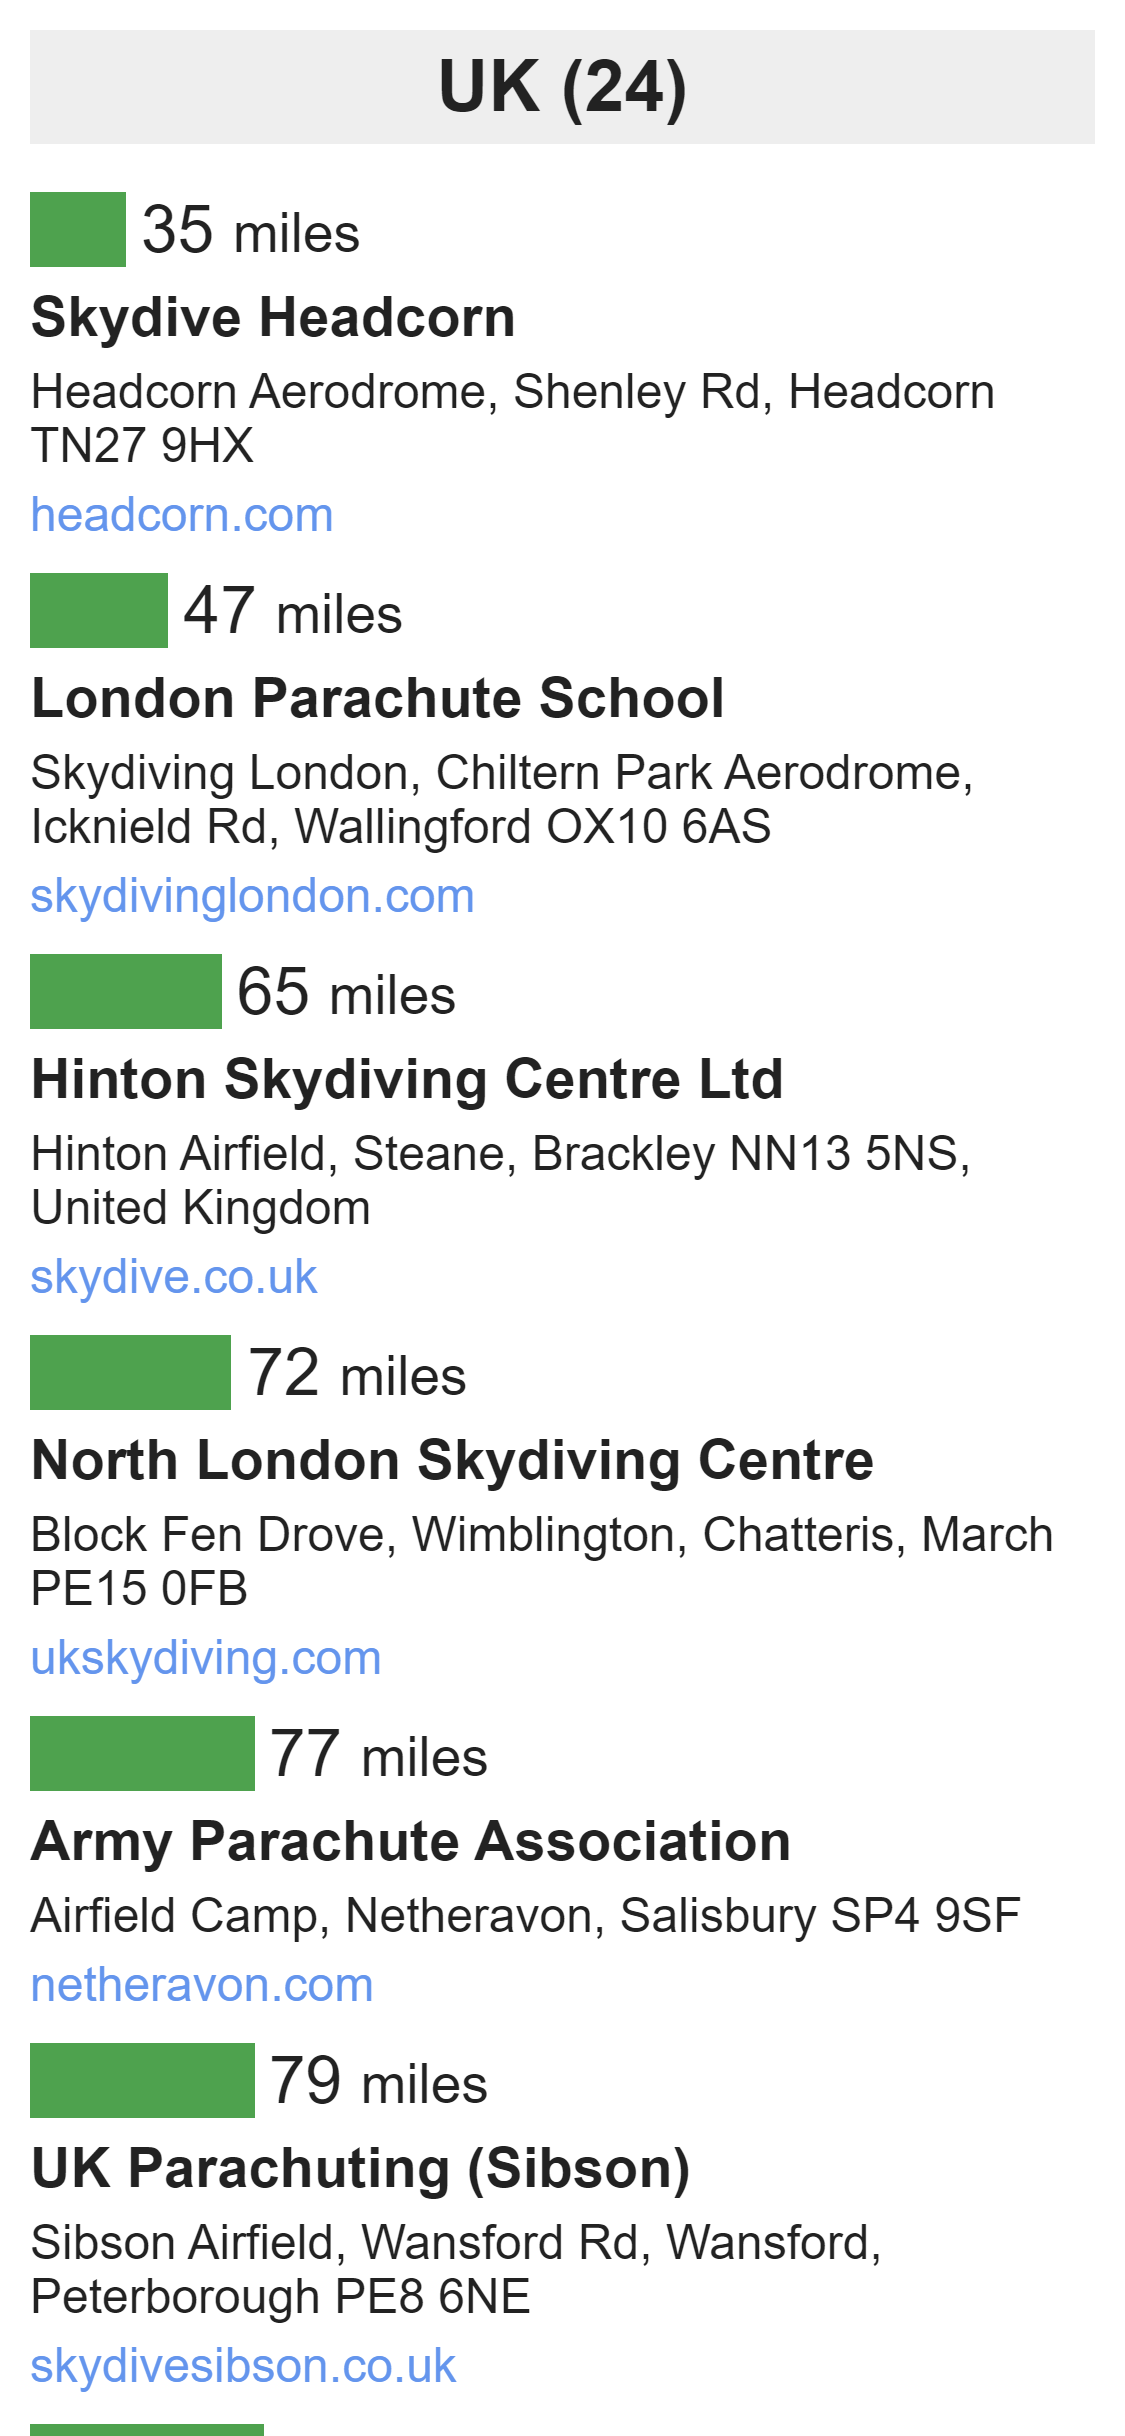 UK (24)
35 miles
Skydive Headcorn
Headcorn Aerodrome, Shenley Rd, Headcorn
TN27 9HX
headcorn.com
47 miles
London Parachute School
Skydiving London, Chiltern Park Aerodrome,
Icknield Rd, Wallingford OX10 6AS
skydivinglondon.com
65 miles
Hinton Skydiving Centre Ltd
Hinton Airfield, Steane, Brackley NN13 5NS,
United Kingdom
skydive.co.uk
72 miles
North London Skydiving Centre
Block Fen Drove, Wimblington, Chatteris, March
PE15 0FB
ukskydiving.com
77 miles
Army Parachute Association
Airfield Camp, Netheravon, Salisbury SP4 9SF
netheravon.com
79 miles
UK Parachuting (Sibson)
Sibson Airfield, Wansford Rd, Wansford,
Peterborough PE8 6NE
skydivesibson.co.uk